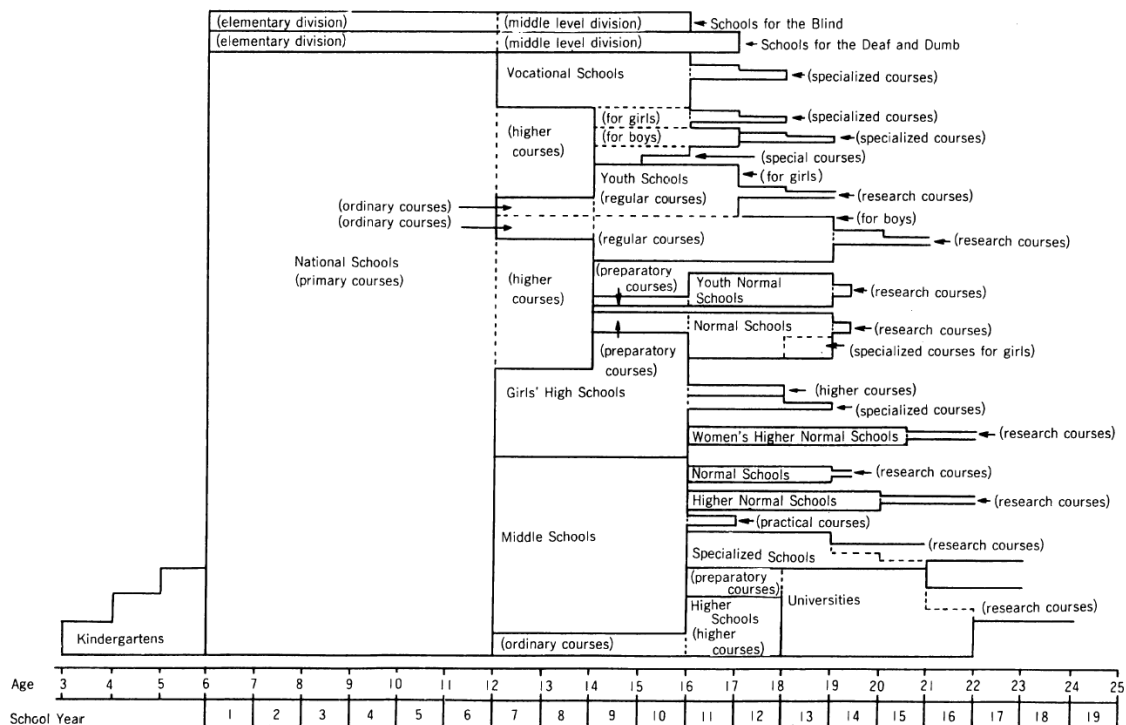 (elementary division) (middle level division) Schools for the Blind
(elementary division) (middle level division) Schools for the Deaf and Dumb
Vocational Schools
(specialized courses)
(for girls) (specialized courses)
(higher
courses)
(for boys) (specialized courses)
(special courses)
(for girls)
Youth Schools
(regular courses) (research courses)
(ordinary courses)
(ordinary courses)
(for boys)
(regular courses) (research courses)
National Schools
(primary courses)
(higher
courses)
(preparatory
courses)
Youth Normal
Schools
(research courses)
Normal Schools (research courses)
(preparatory
courses)
(specialized courses for girls)
Girls' High Schools (higher courses)
(specialized courses)
Women's Higher Normal Schools (research courses)
Normal Schools (research courses)
Higher Normal Schools (research courses)
(practical courses)
Middle Schools
Specialized Schools (research courses)
(preparatory
courses)
Universities
Higher
Schools
(higher
courses)
(research courses)
Kindergartens (ordinary courses)
Age 3 4 5 6 7 8 9 10 11 12 13 14 15 16 17 18 19 20 21 22 23 24 25
School Year 1 2 3 4 5 6 7 8 9 10 11 12 13 14 15 16 17 18 19